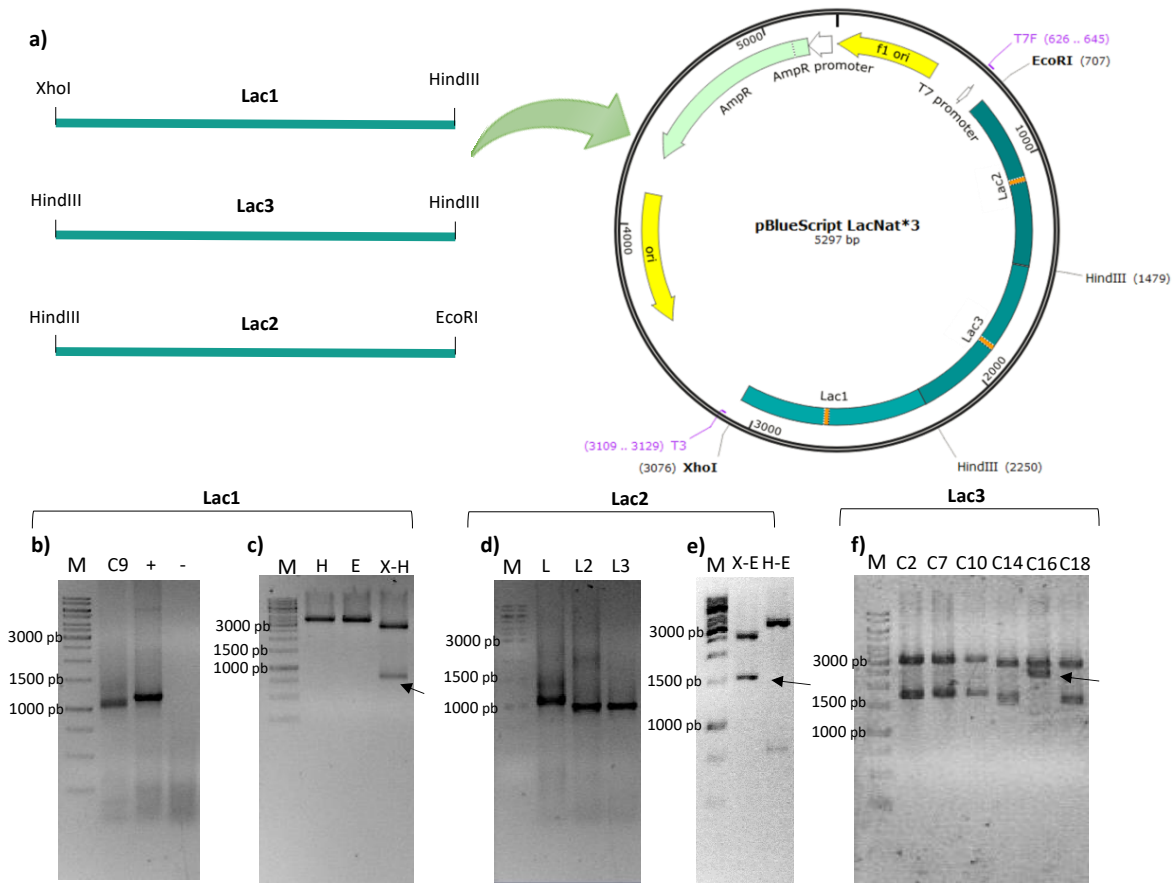 a)
XhoI
Lac1
HindIII
HindIII
Lac3
HindIII
HindIII
Lac2
EcoRI
5000
AmpR promoter
f1 ori
T7F (626 .. 645)
EcoRI (707)
AmpR
T7 promoter
1000
Lac2
4000
ori
pBlueScript LacNat*3
5297 bp
HindIII (1479)
Lac3
2000
Lac1
3000
(3109 .. 3129) T3
(3076) XhoI
HindIII (2250)
Lac1
Lac2
Lac3
b)
M C9 + -
3000 pb
1500 pb
1000 pb
c)
M H E X-H
3000 pb
1500 pb
1000 pb
d)
M L L2 L3
3000 pb
1500 pb
1000 pb
e)
M X-E H-E
3000 pb
1500 pb
1000 pb
f)
M C2 C7 C10 C14 C16 C18
3000 pb
1500 pb
1000 pb